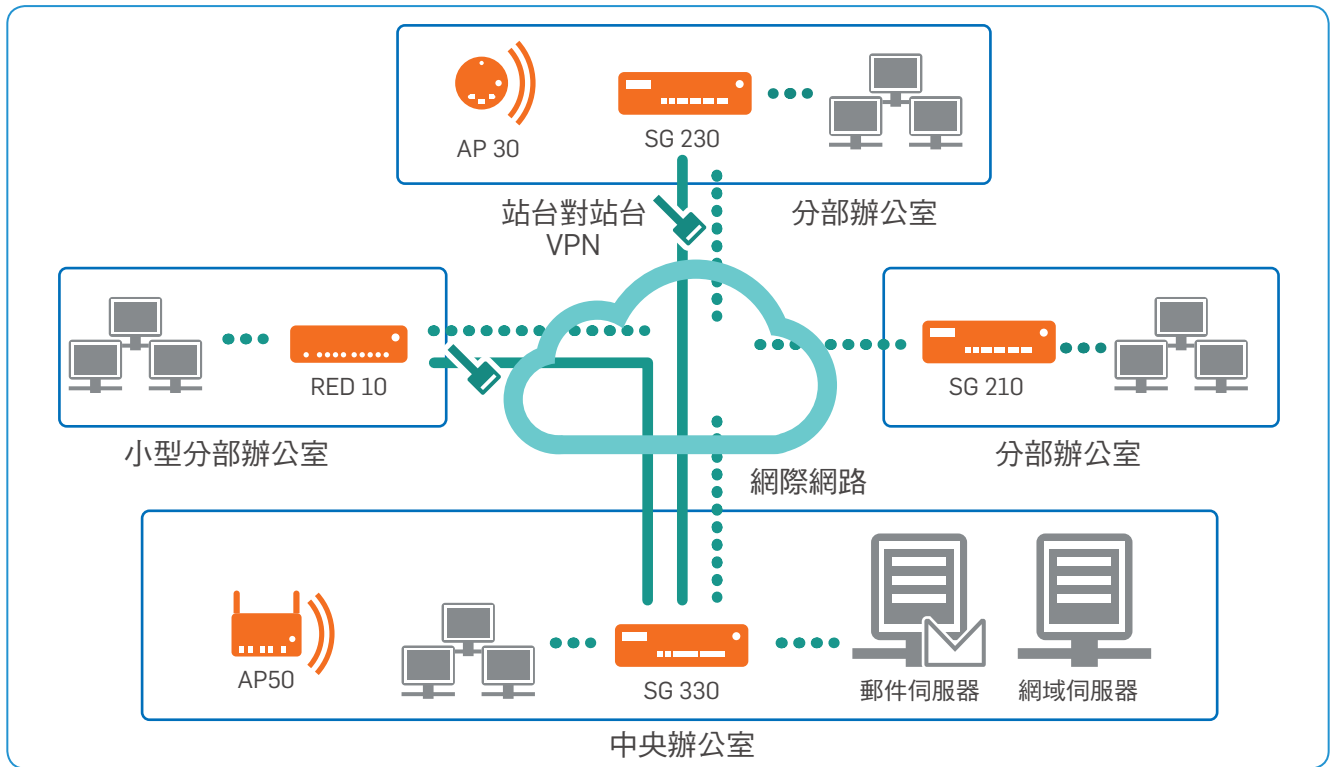 AP 30
SG 230
站台對站台
VPN
分部辦公室
RED 10
SG 210
小型分部辦公室
分部辦公室
網際網路
AP50
SG 330
郵件伺服器
網域伺服器
中央辦公室